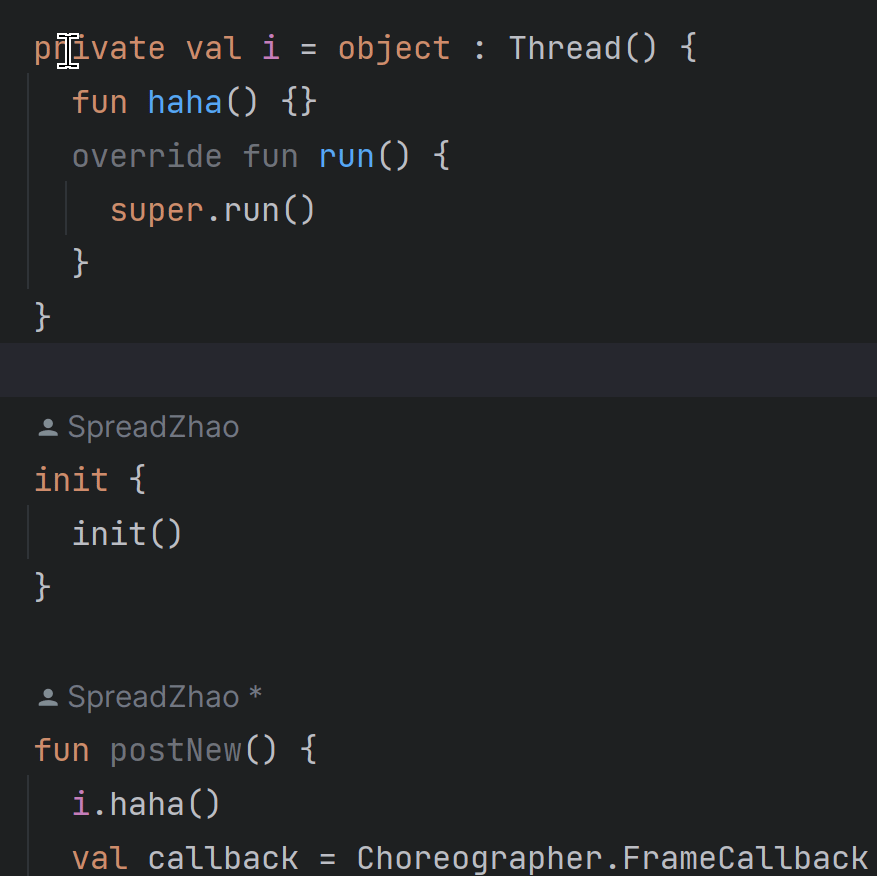 private val i = object : Thread() {
fun haha() {}
override fun run() {
super.run()
}
}
SpreadZhao
init {
init()
}
SpreadZhao *
fun postNew() {
i.haha()
val callback = Choreographer.FrameCallback